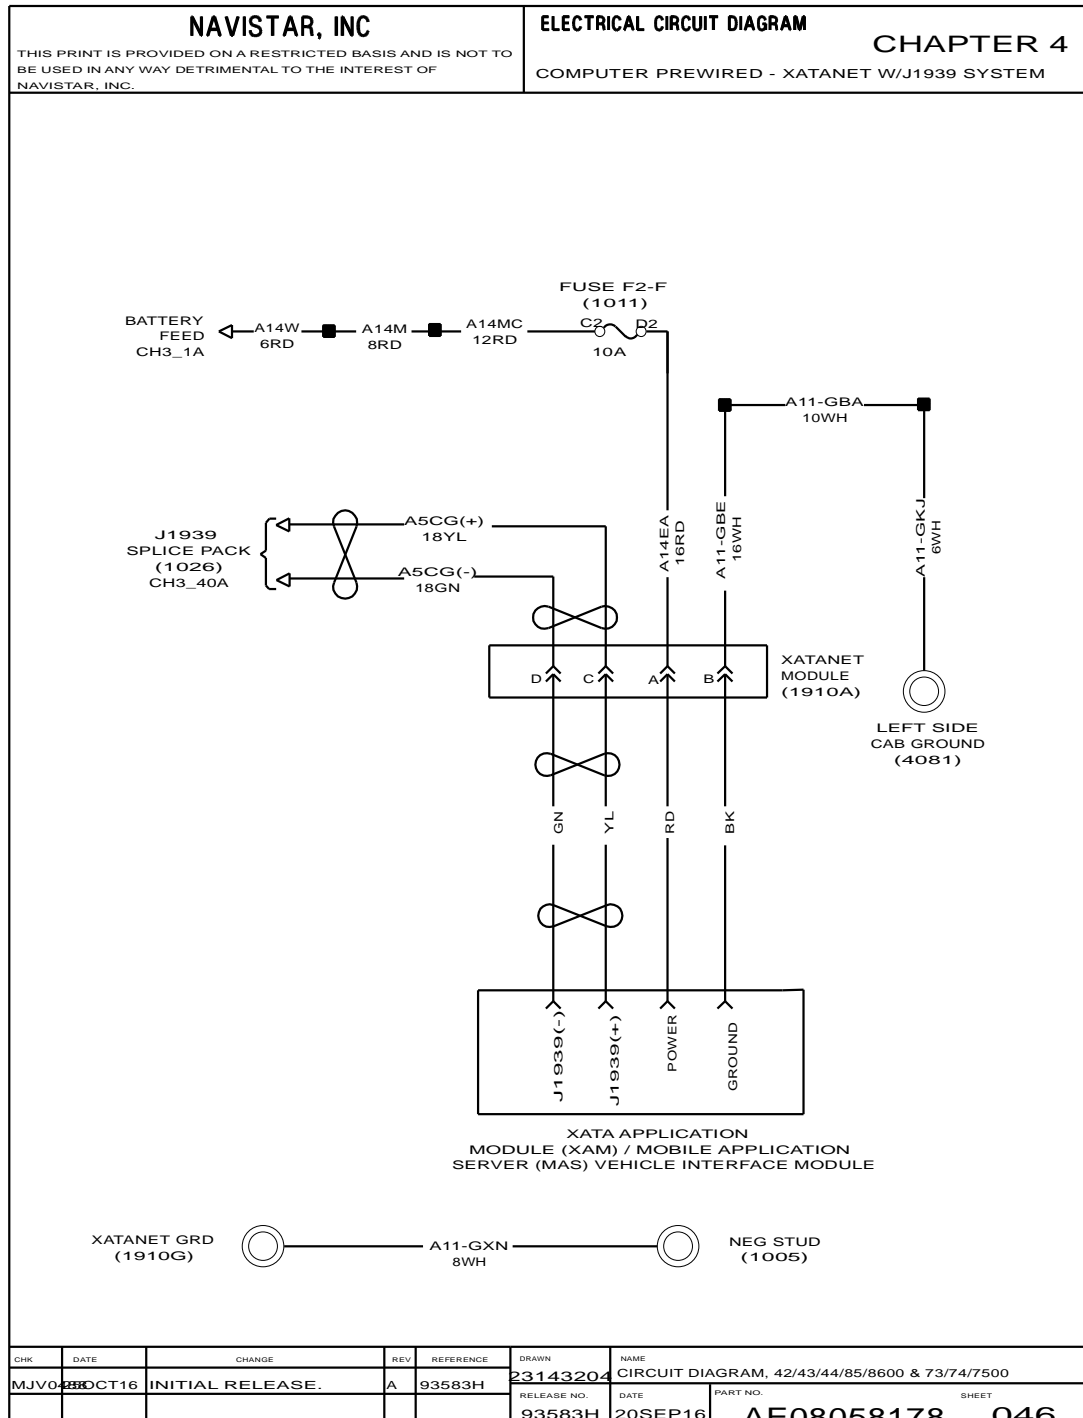 NAVISTAR, INC
THIS PRINT IS PROVIDED ON A RESTRICTED BASIS AND IS NOT TO
BE USED IN ANY WAY DETRIMENTAL TO THE INTEREST OF
NAVISTAR, INC.
ELECTRICAL CIRCUIT DIAGRAM
CHAPTER 4
COMPUTER PREWIRED - XATANET W/J1939 SYSTEM
FUSE F2-F
(1011)
C2
D2
10A
BATTERY
FEED
CH3_1A
A14W
6RD
A14M
8RD
A14MC
12RD
A11-GBA
10WH
J1939
SPLICE PACK
(1026)
CH3_40A
A5CG(+)
18YL
A5CG(-)
18GN
A14EA
16RD
A11-GBE
16WH
A11-GKJ
6WH
D
C
A
B
XATANET
MODULE
(1910A)
LEFT SIDE
CAB GROUND
(4081)
GN
YL
RD
BK
J1939(-)
J1939(+)
POWER
GROUND
XATA APPLICATION
MODULE (XAM) / MOBILE APPLICATION
SERVER (MAS) VEHICLE INTERFACE MODULE
XATANET GRD
(1910G)
A11-GXN
8WH
NEG STUD
(1005)
CHK
DATE
CHANGE
REV
REFERENCE
OCT16
INITIAL RELEASE.
A
93583H
DRAWN
23143204
NAME
CIRCUIT DIAGRAM, 42/43/44/85/8600 & 73/74/7500
RELEASE NO.
93583H
DATE
20SEP16
PART NO.
AE08058178
SHEET
046